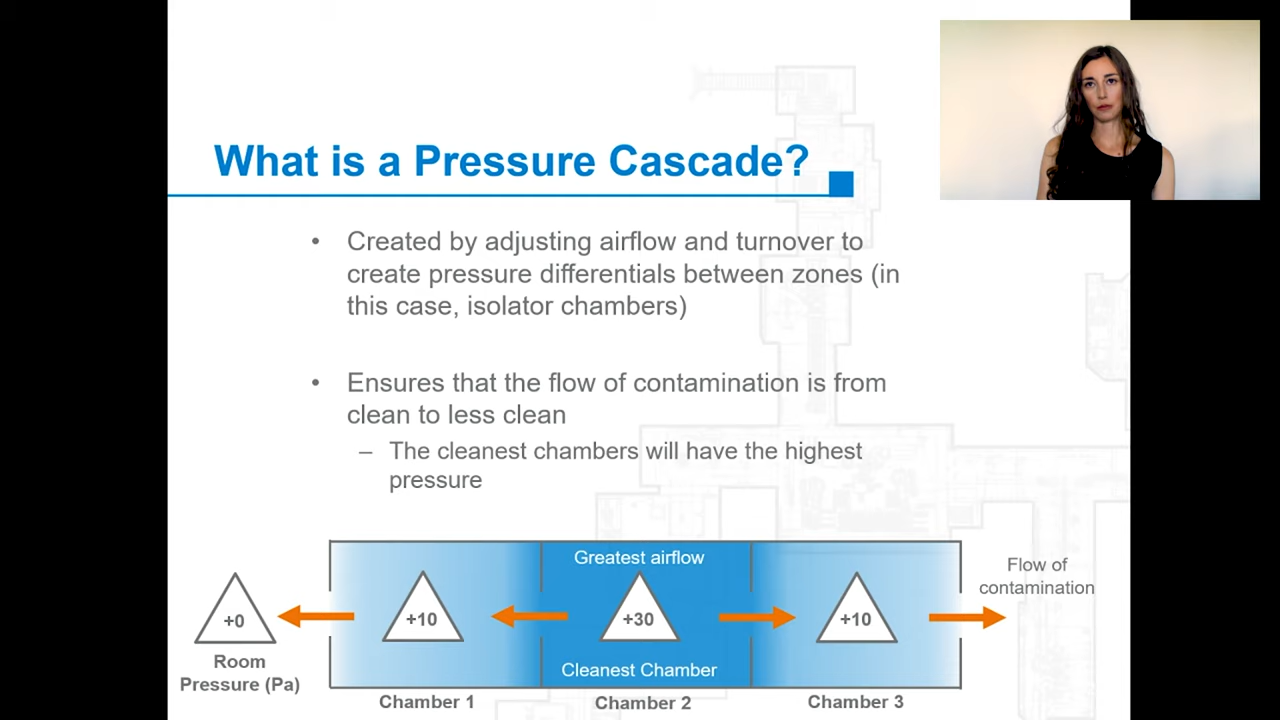 What is a Pressure Cascade?
• Created by adjusting airflow and turnover to
create pressure differentials between zones (in
this case, isolator chambers)
• Ensures that the flow of contamination is from
clean to less clean
– The cleanest chambers will have the highest
pressure
Greatest airflow
Flow of
contamination
+0
+10
+30
+10
Room
Pressure (Pa)
Cleanest Chamber
Chamber 1
Chamber 2
Chamber 3